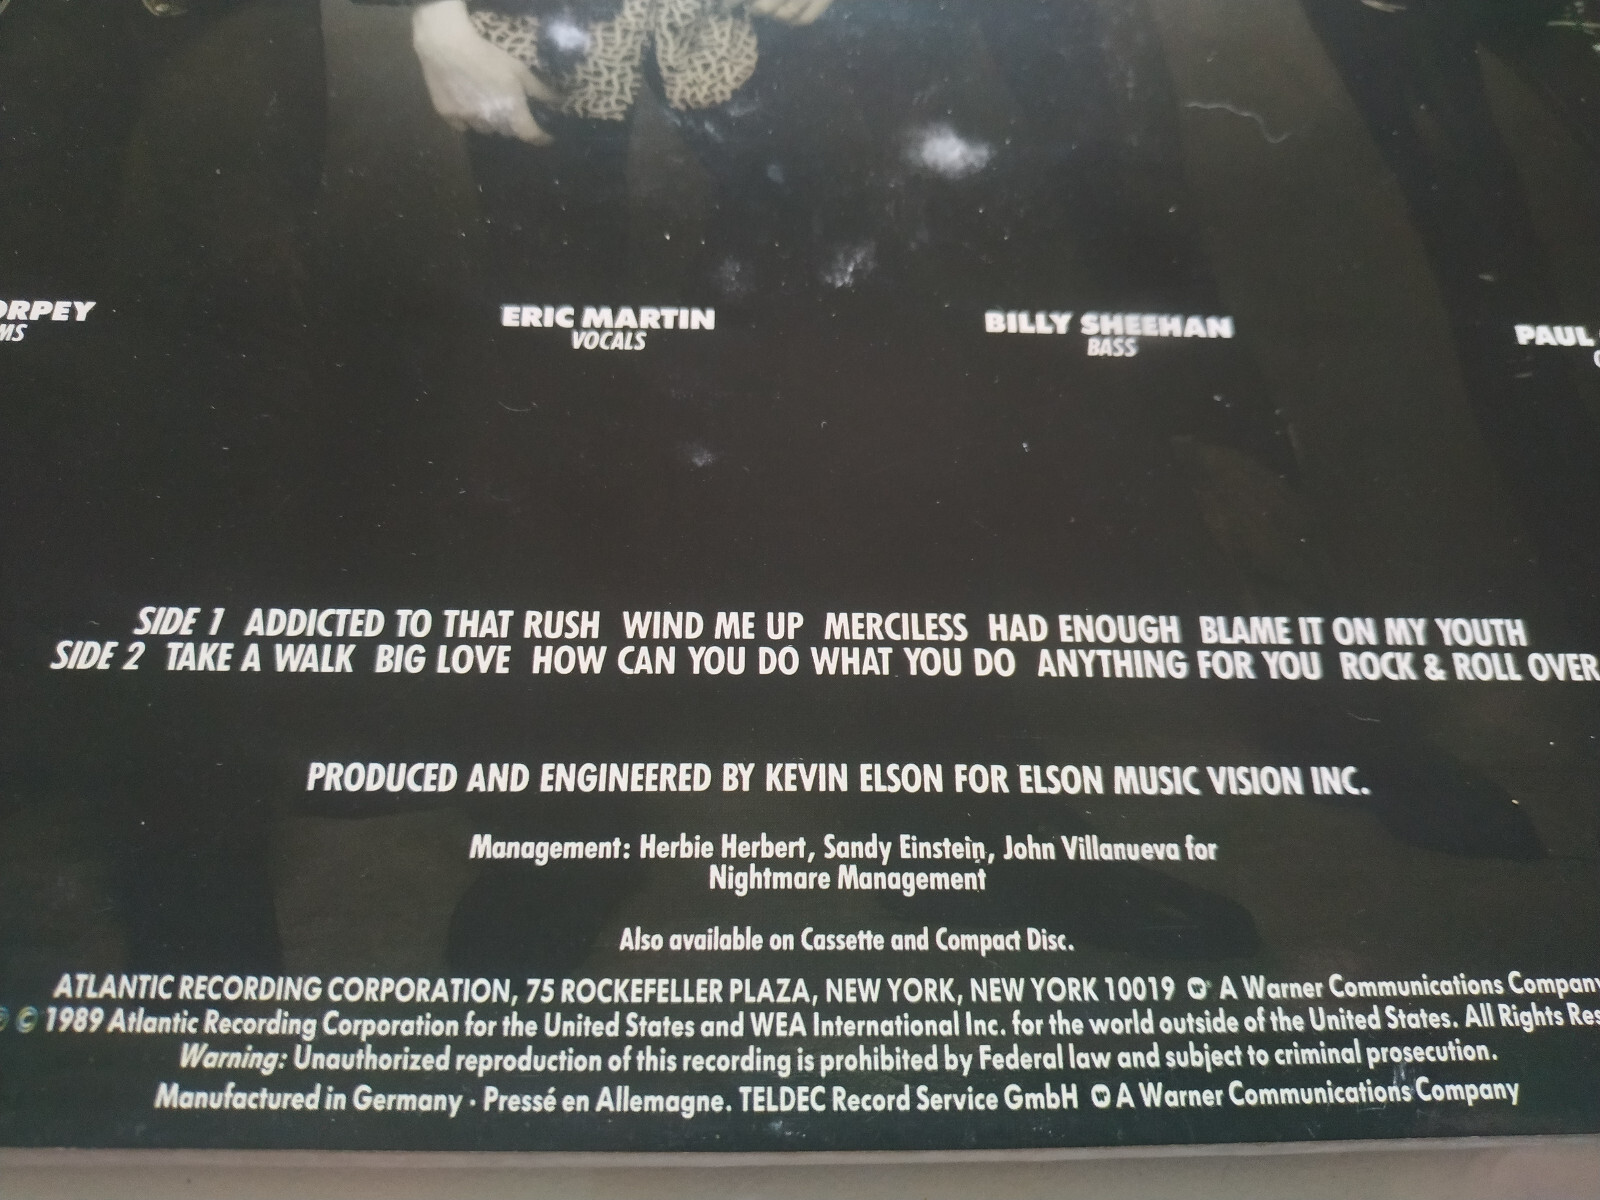 ORPEY ERIC MARTIN BILLY SHEEHAN PAUL
MS VOCALS BASS
SIDE 1 ADDICTED TO THAT RUSH WIND ME UP MERCILESS HAD ENOUGH BLAME IT ON MY YOUTH
SIDE 2 TAKE A WALK BIG LOVE HOW CAN YOU DO WHAT YOU DO ANYTHING FOR YOU ROCK & ROLL OVER
PRODUCED AND ENGINEERED BY KEVIN ELSON FOR ELSON MUSIC VISION INC.
Management: Herbie Herbert, Sandy Einstein, John Villanueva for
Nightmare Management
Also available on Cassette and Compact Disc.
ATLANTIC RECORDING CORPORATION, 75 ROCKEFELLER PLAZA, NEW YORK, NEW YORK 10019 A Warner Communications Company
℗ © 1989 Atlantic Recording Corporation for the United States and WEA International Inc. for the world outside of the United States. All Rights Res
Warning: Unauthorized reproduction of this recording is prohibited by Federal law and subject to criminal prosecution.
Manufactured in Germany · Pressé en Allemagne. TELDEC Record Service GmbH A Warner Communications Company